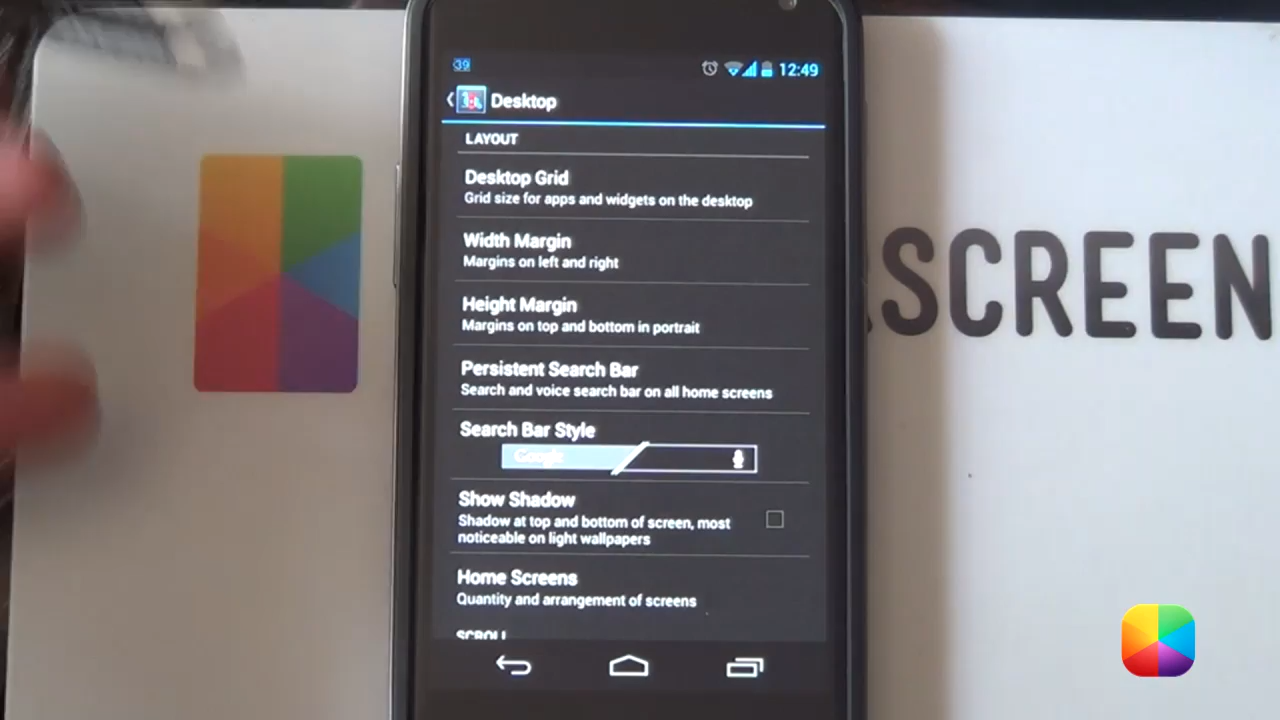 39
12:49
Desktop
LAYOUT
Desktop Grid
Grid size for apps and widgets on the desktop
Width Margin
Margins on left and right
Height Margin
Margins on top and bottom in portrait
Persistent Search Bar
Search and voice search bar on all home screens
Search Bar Style
Google
Show Shadow
Shadow at top and bottom of screen, most
noticeable on light wallpapers
Home Screens
Quantity and arrangement of screens
SCROLL
SCREEN